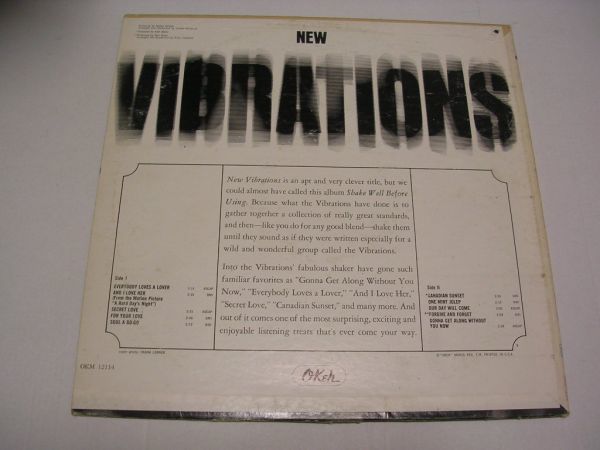 NEW
VIBRATIONS
New Vibrations is an apt and very clever title, but we
could almost have called this album Shake Well Before
Using. Because what the Vibrations have done is to
gather together a collection of really great standards,
and then—like you do for any good blend—shake them
until they sound as if they were written especially for a
wild and wonderful group called the Vibrations.
Into the Vibrations' fabulous shaker have gone such
familiar favorites as "Gonna Get Along Without You
Now," "Everybody Loves a Lover," "And I Love Her,"
"Secret Love," "Canadian Sunset," and many more. And
out of it comes one of the most surprising, exciting and
enjoyable listening treats that's ever come your way.
Side I
EVERYBODY LOVES A LOVER
AND I LOVE HER
(From the Motion Picture
"A Hard Day's Night")
SECRET LOVE
FOR YOUR LOVE
SOUL A GO-GO
Side II
*CANADIAN SUNSET
ONE MINT JULEP
OUR DAY WILL COME
**FORGIVE AND FORGET
GONNA GET ALONG WITHOUT
YOU NOW
OKM 12114
OKeh